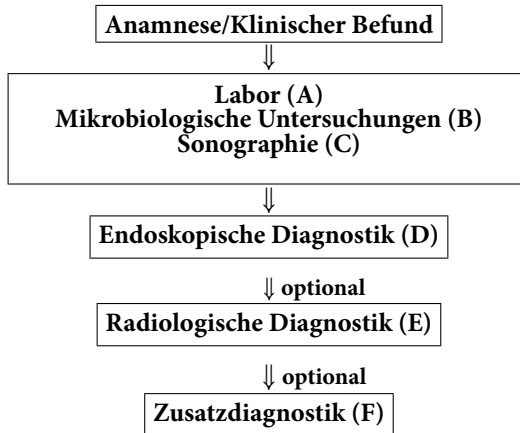 Anamnese/Klinischer Befund
⇓
Labor (A)
Mikrobiologische Untersuchungen (B)
Sonographie (C)
⇓
Endoskopische Diagnostik (D)
⇓ optional
Radiologische Diagnostik (E)
⇓ optional
Zusatzdiagnostik (F)